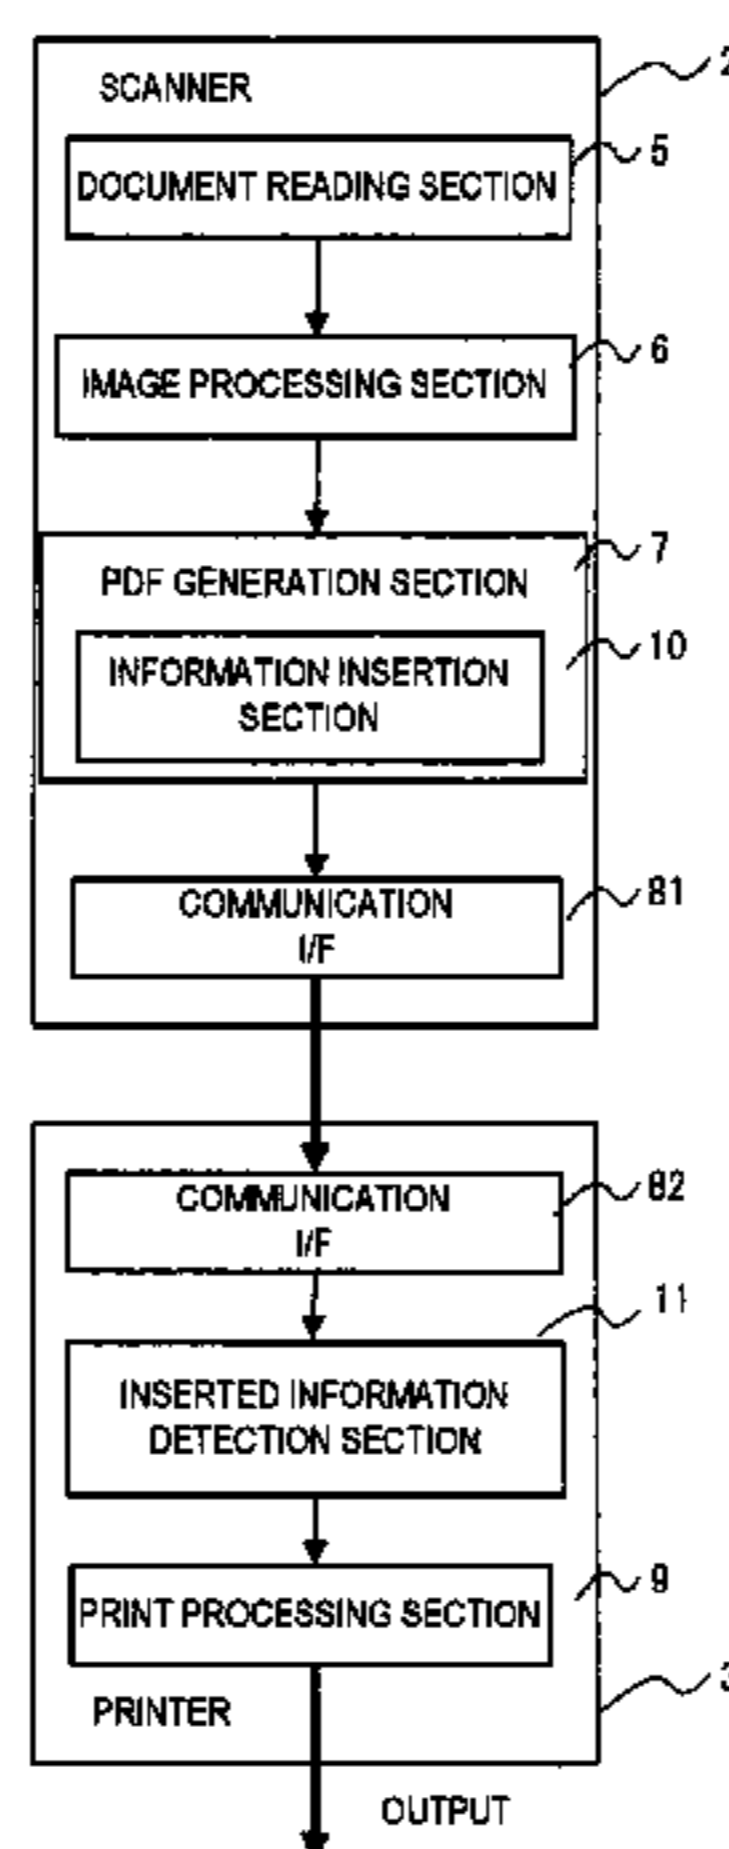 2
SCANNER
5
DOCUMENT READING SECTION
6
IMAGE PROCESSING SECTION
7
PDF GENERATION SECTION
10
INFORMATION INSERTION
SECTION
81
COMMUNICATION
I/F
82
COMMUNICATION
I/F
11
INSERTED INFORMATION
DETECTION SECTION
9
PRINT PROCESSING SECTION
3
PRINTER
OUTPUT